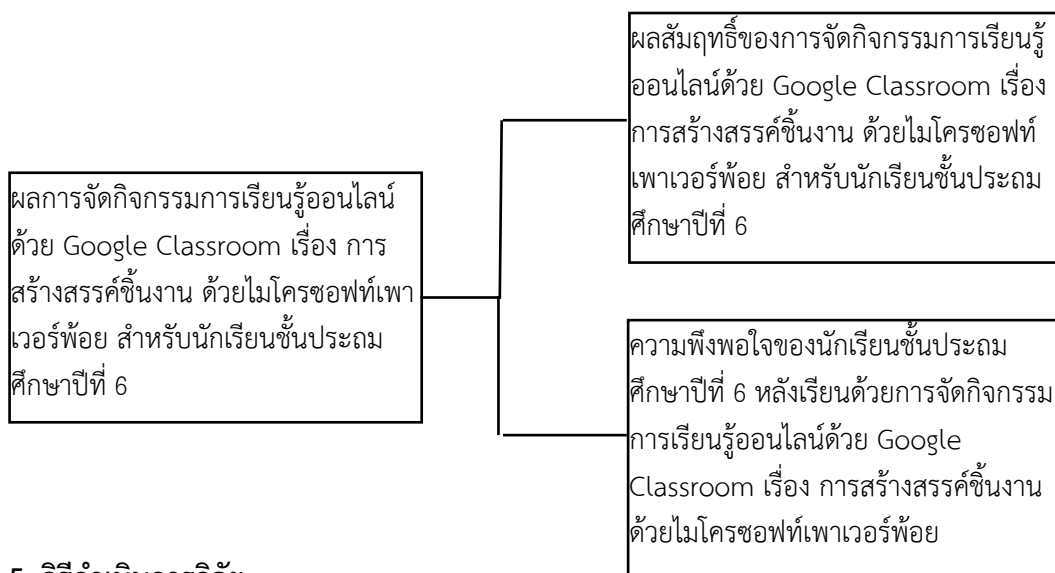 ผลสัมฤทธิ์ของการจัดกิจกรรมการเรียนรู้
ออนไลน์ด้วย Google Classroom เรื่อง
การสร้างสรรค์ชิ้นงาน ด้วยไมโครซอฟท์
เพาเวอร์พ้อย สำหรับนักเรียนชั้นประถม
ศึกษาปีที่ 6
ผลการจัดกิจกรรมการเรียนรู้ออนไลน์
ด้วย Google Classroom เรื่อง การ
สร้างสรรค์ชิ้นงาน ด้วยไมโครซอฟท์เพา
เวอร์พ้อย สำหรับนักเรียนชั้นประถม
ศึกษาปีที่ 6
ความพึงพอใจของนักเรียนชั้นประถม
ศึกษาปีที่ 6 หลังเรียนด้วยการจัดกิจกรรม
การเรียนรู้ออนไลน์ด้วย Google
Classroom เรื่อง การสร้างสรรค์ชิ้นงาน
ด้วยไมโครซอฟท์เพาเวอร์พ้อย